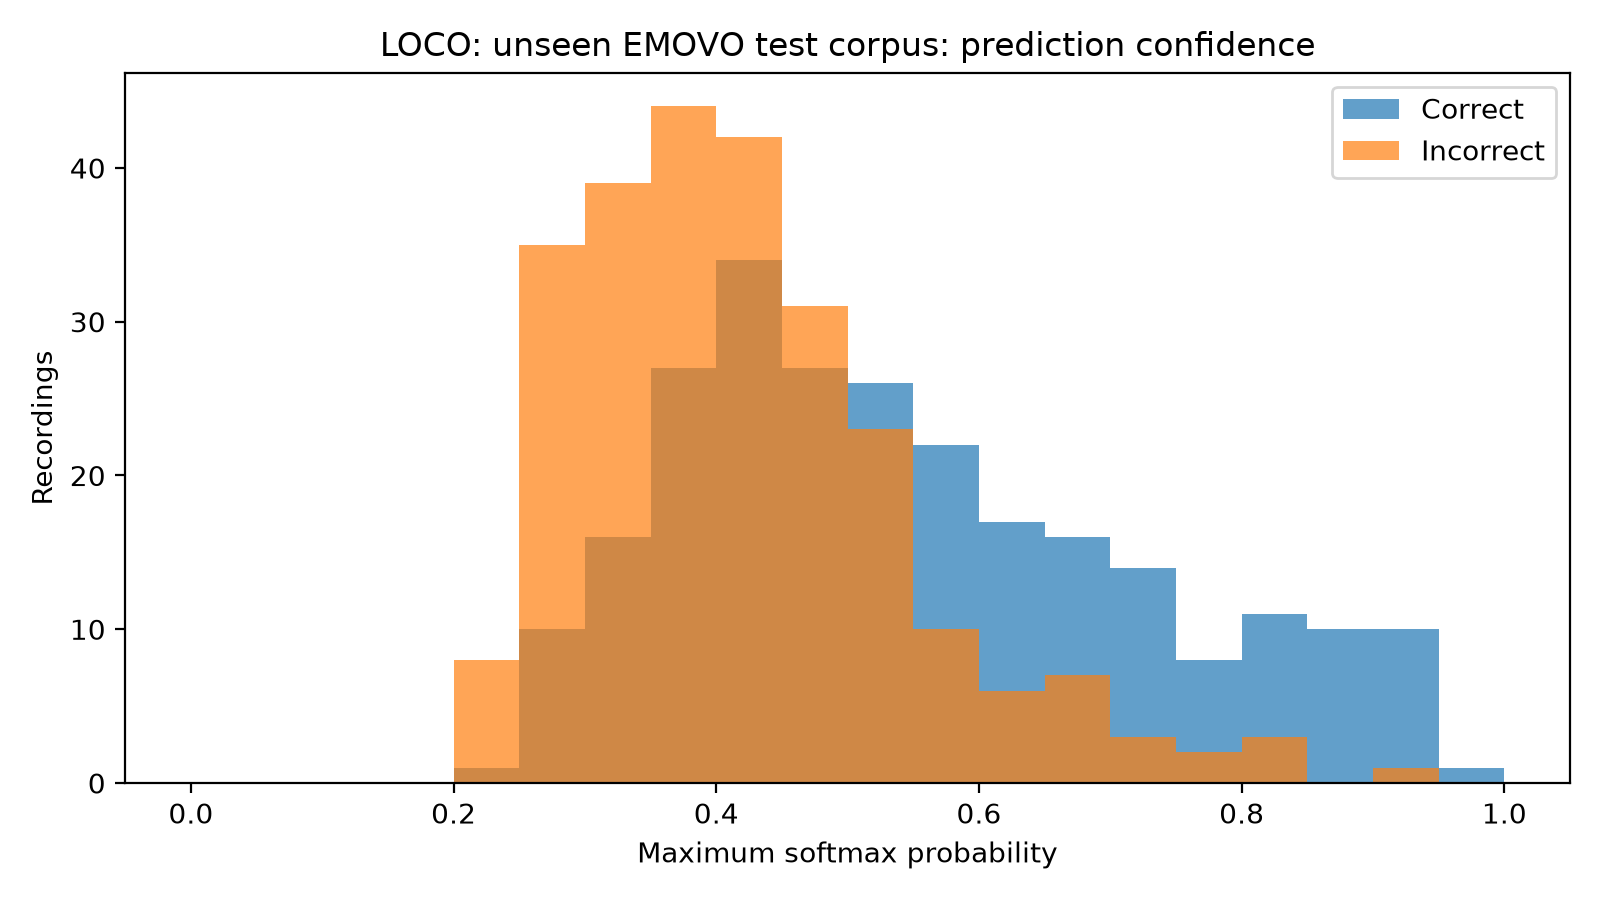 LOCO: unseen EMOVO test corpus: prediction confidence
Correct
Incorrect
40
30
20
10
0
Recordings
0.0 0.2 0.4 0.6 0.8 1.0
Maximum softmax probability